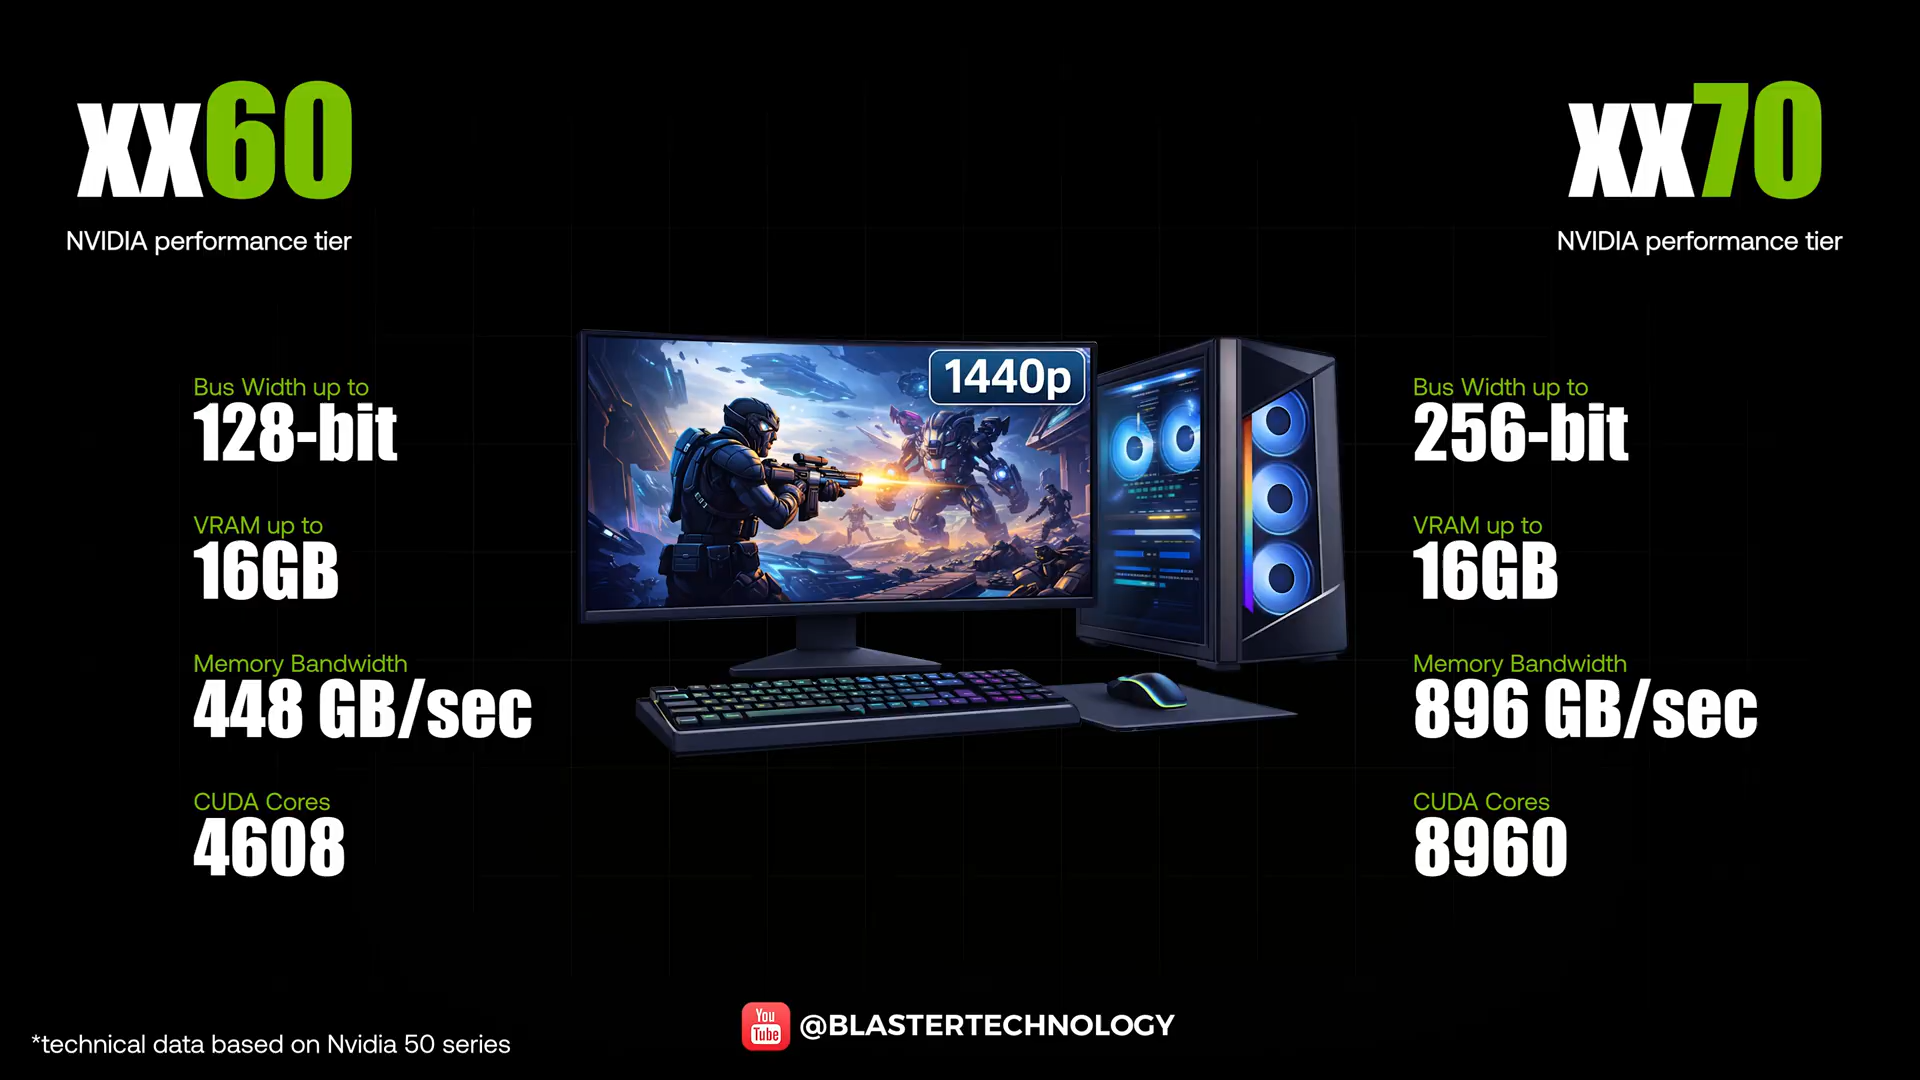 xx60
NVIDIA performance tier
Bus Width up to
128-bit
VRAM up to
16GB
Memory Bandwidth
448 GB/sec
CUDA Cores
4608
1440p
xx70
NVIDIA performance tier
Bus Width up to
256-bit
VRAM up to
16GB
Memory Bandwidth
896 GB/sec
CUDA Cores
8960
*technical data based on Nvidia 50 series
You
Tube
@BLASTERTECHNOLOGY